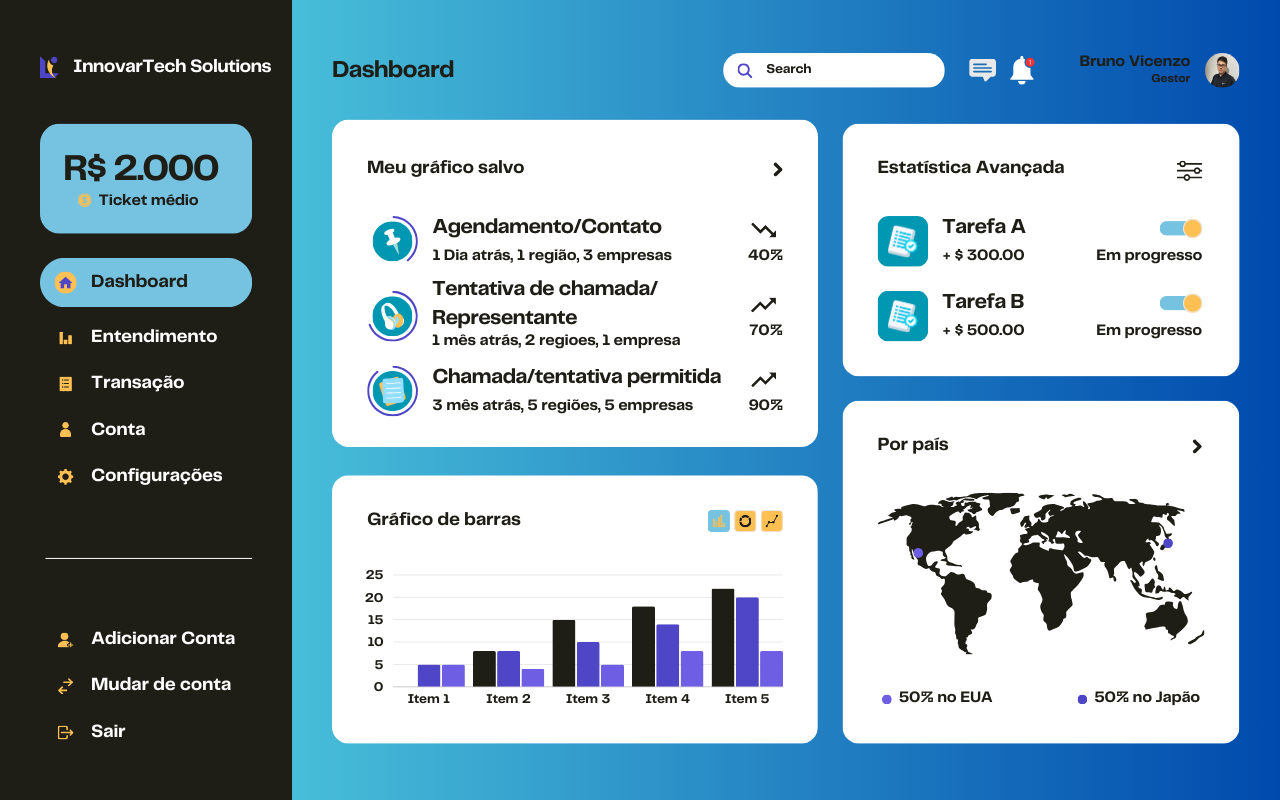 InnovarTech Solutions
R$ 2.000
Ticket médio
Dashboard
Entendimento
Transação
Conta
Configurações
Adicionar Conta
Mudar de conta
Sair
Dashboard
Search
1
Bruno Vicenzo
Gestor
Meu gráfico salvo
Agendamento/Contato
1 Dia atrás, 1 região, 3 empresas
40%
Tentativa de chamada/
Representante
1 mês atrás, 2 regioes, 1 empresa
70%
Chamada/tentativa permitida
3 mês atrás, 5 regiões, 5 empresas
90%
Estatística Avançada
Tarefa A
+ $ 300.00
Em progresso
Tarefa B
+ $ 500.00
Em progresso
Gráfico de barras
25
20
15
10
5
0
Item 1 Item 2 Item 3 Item 4 Item 5
Por país
50% no EUA
50% no Japão